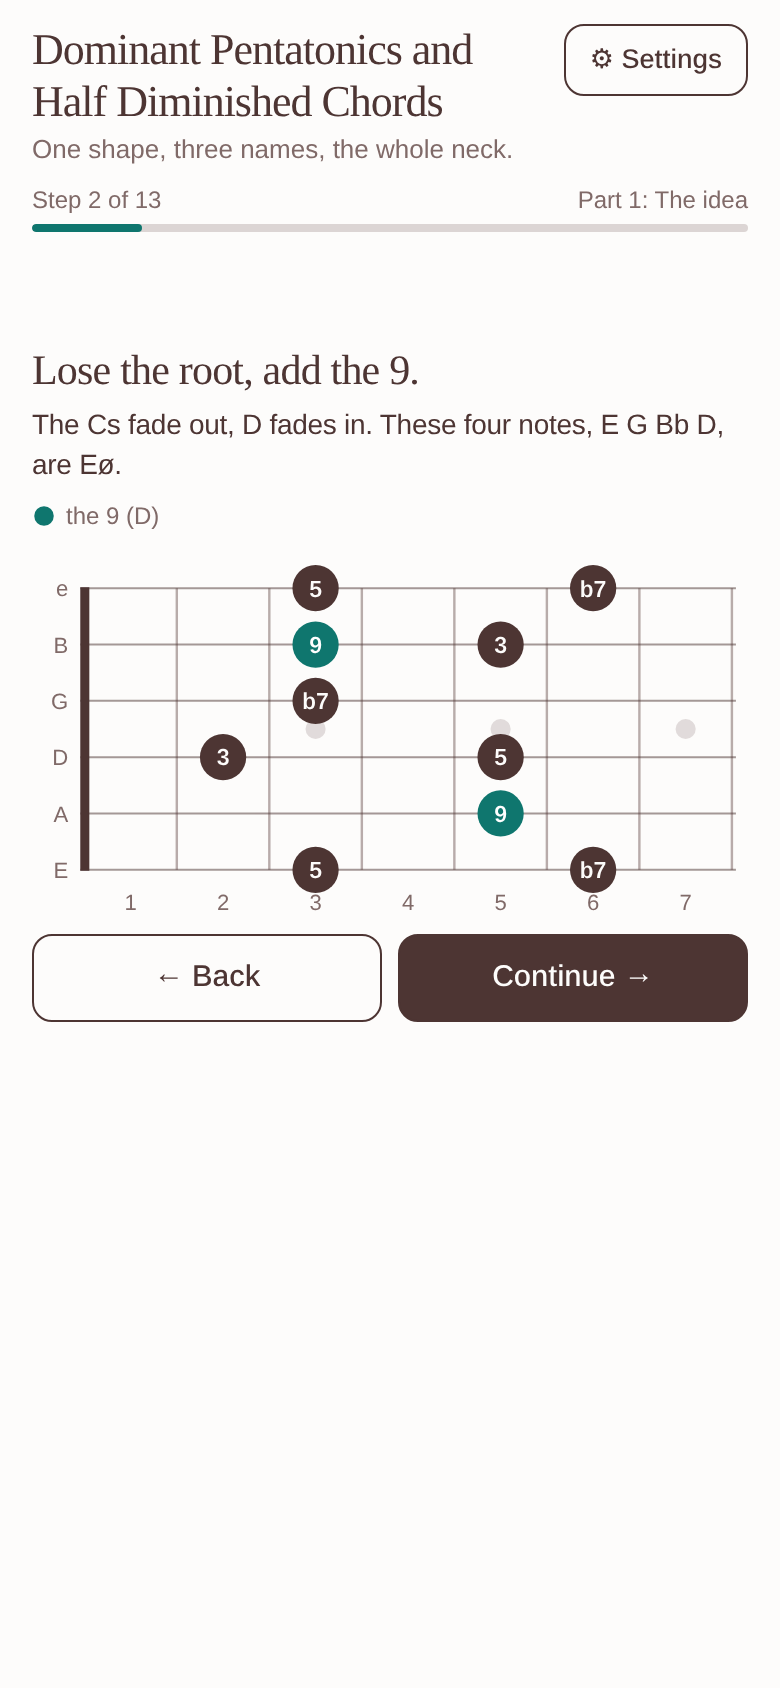 Dominant Pentatonics and
Half Diminished Chords
⚙ Settings
One shape, three names, the whole neck.
Step 2 of 13
Part 1: The idea
Lose the root, add the 9.
The Cs fade out, D fades in. These four notes, E G Bb D,
are Eø.
the 9 (D)
e 5 b7
B 9 3
G b7
D 3 5
A 9
E 5 b7
1 2 3 4 5 6 7
← Back
Continue →